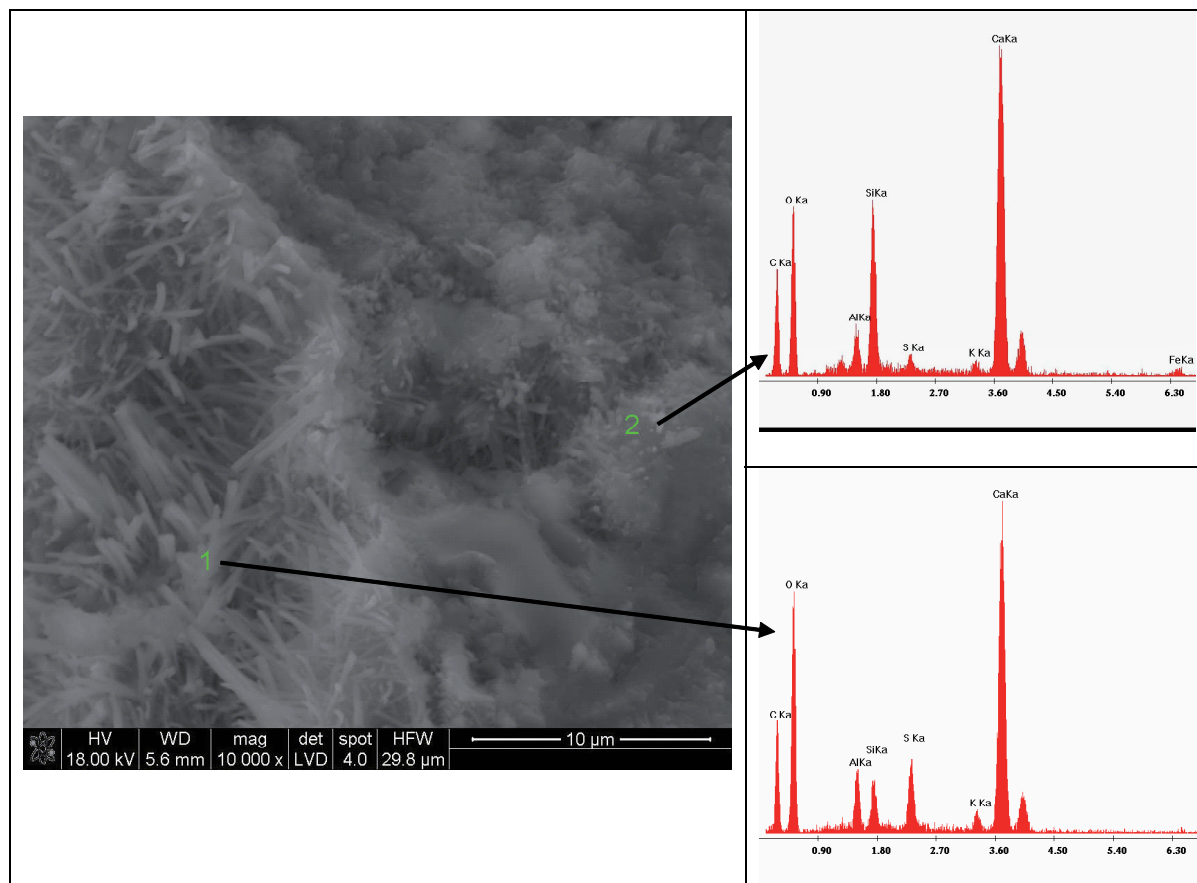 CaKa
O Ka
SiKa
C Ka
AlKa
S Ka
K Ka
FeKa
0.90 1.80 2.70 3.60 4.50 5.40 6.30
2
1
HV WD mag det spot HFW
18.00 kV 5.6 mm 10 000 x LVD 4.0 29.8 µm
10 µm
CaKa
O Ka
C Ka
S Ka
SiKa
AlKa
K Ka
0.90 1.80 2.70 3.60 4.50 5.40 6.30